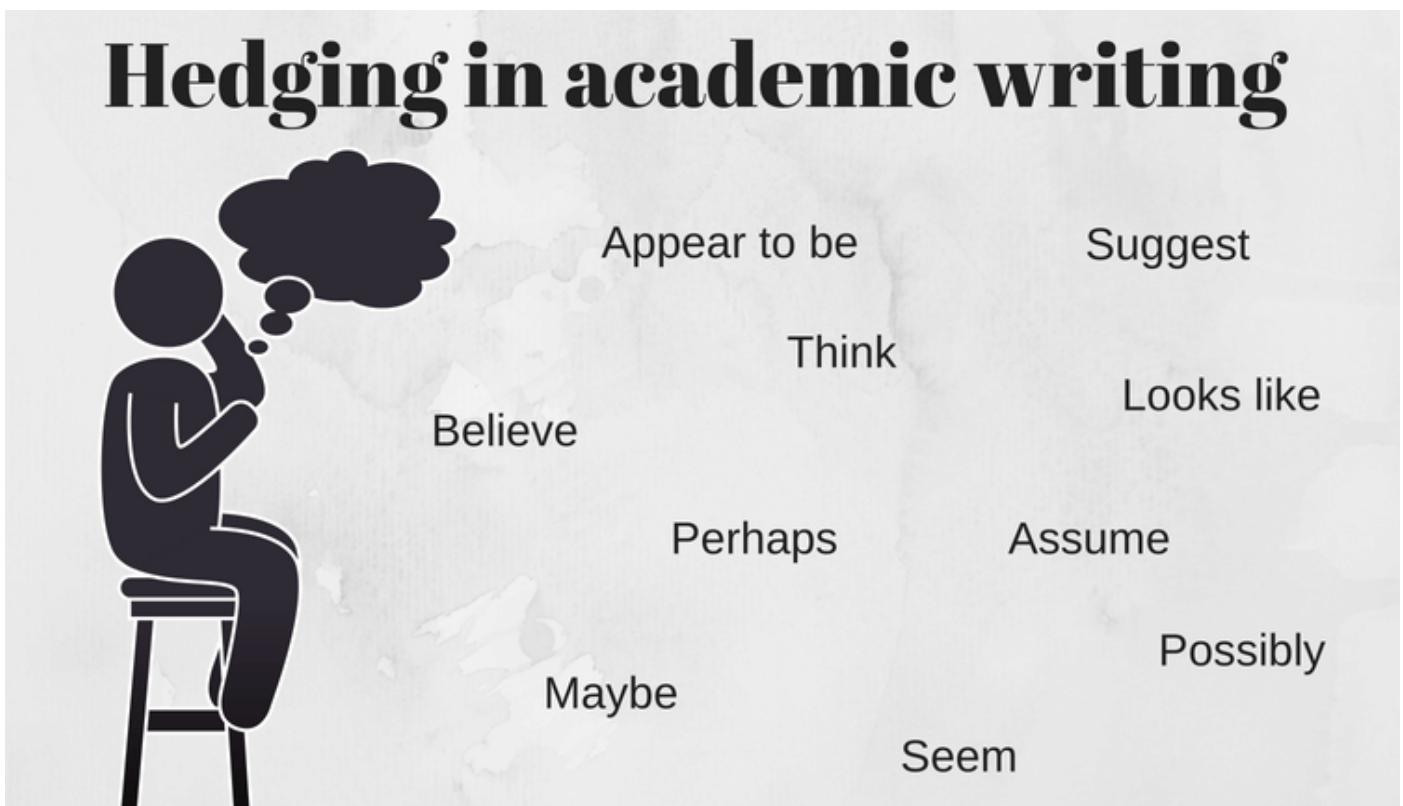 Hedging in academic writing
Appear to be
Suggest
Think
Looks like
Believe
Perhaps
Assume
Possibly
Maybe
Seem